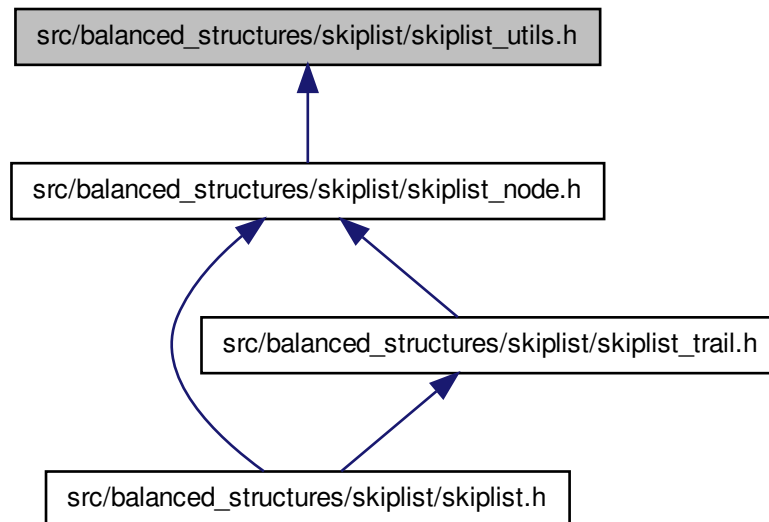 src/balanced_structures/skiplist/skiplist_utils.h
src/balanced_structures/skiplist/skiplist_node.h
src/balanced_structures/skiplist/skiplist_trail.h
src/balanced_structures/skiplist/skiplist.h